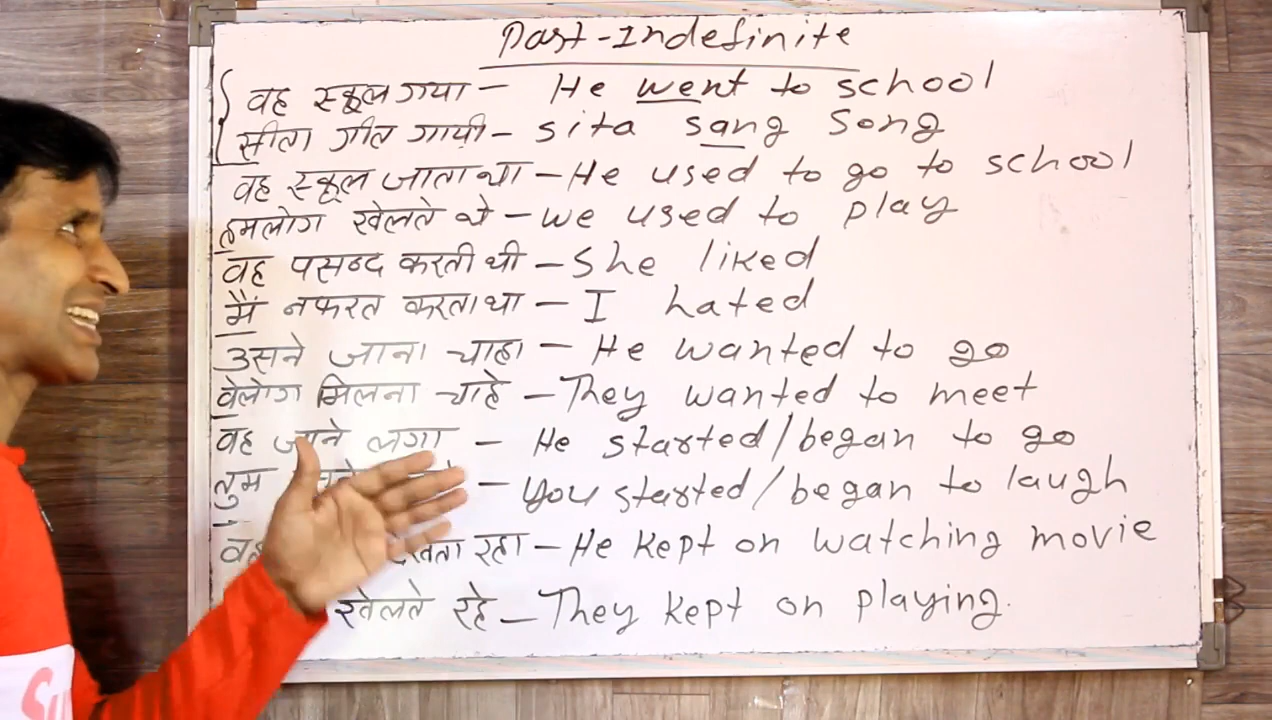 Past-Indefinite
वह स्कूल गया - He went to school
सीता गीत गायी - sita sang song
वह स्कूल जाता था - He used to go to school
हमलोग खेलते थे - we used to play
वह पसन्द करती थी - She liked
मैं नफरत करता था - I hated
उसने जाना चाहा - He wanted to go
वेलोग मिलना चाहे - They wanted to meet
वह जाने लगा - He started/began to go
तुम - you started/began to laugh
वह रहा - He kept on watching movie
खेलते रहे - They kept on playing.